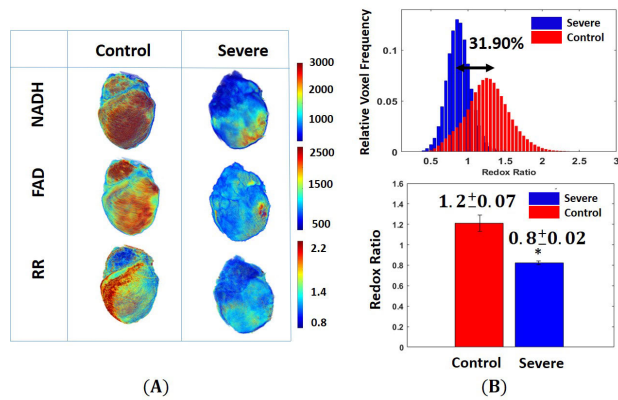 Control Severe
NADH
FAD
RR
3000
2000
1000
2500
1500
500
2.2
1.4
0.8
(A)
Relative Voxel Frequency
0.1
0.05
0
0.5 1 1.5 2 2.5 3
Redox Ratio
31.90%
Severe
Control
Redox Ratio
1.6
1.4
1.2
1
0.8
0.6
0.4
0.2
0
1.2±0.07
0.8±0.02
*
Severe
Control
Control Severe
(B)